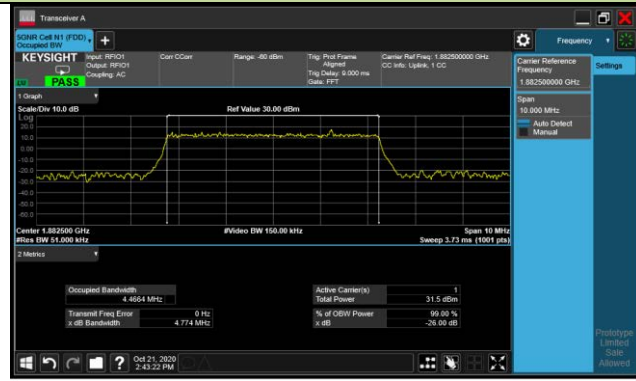 Transceiver A
5GNR Cell N1 (FDD)
Occupied BW
Frequency
KEYSIGHT
PASS
Input: RFIO1
Output: RFIO1
Coupling: AC
Corr CCorr
Range: -80 dBm
Trig: Prot Frame
Aligned
Trig Delay: 9.000 ms
Gate: FFT
Carrier Ref Freq: 1.882500000 GHz
CC Info: Uplink, 1 CC
Carrier Reference
Frequency
1.882500000 GHz
Settings
Span
10.000 MHz
Auto Detect
Manual
1 Graph
Scale/Div 10.0 dB
Ref Value 30.00 dBm
Log
20.0
10.0
0.00
-10.0
-20.0
-30.0
-40.0
-50.0
-60.0
Center 1.882500 GHz
#Video BW 150.00 kHz
Span 10 MHz
#Res BW 51.000 kHz
Sweep 3.73 ms (1001 pts)
2 Metrics
Occupied Bandwidth
4.4664 MHz
Active Carrier(s) 1
Total Power 31.5 dBm
Transmit Freq Error 0 Hz
x dB Bandwidth 4.774 MHz
% of OBW Power 99.00 %
x dB -26.00 dB
Prototype
Limited
Sale
Allowed
?
Oct 21, 2020
2:43:22 PM